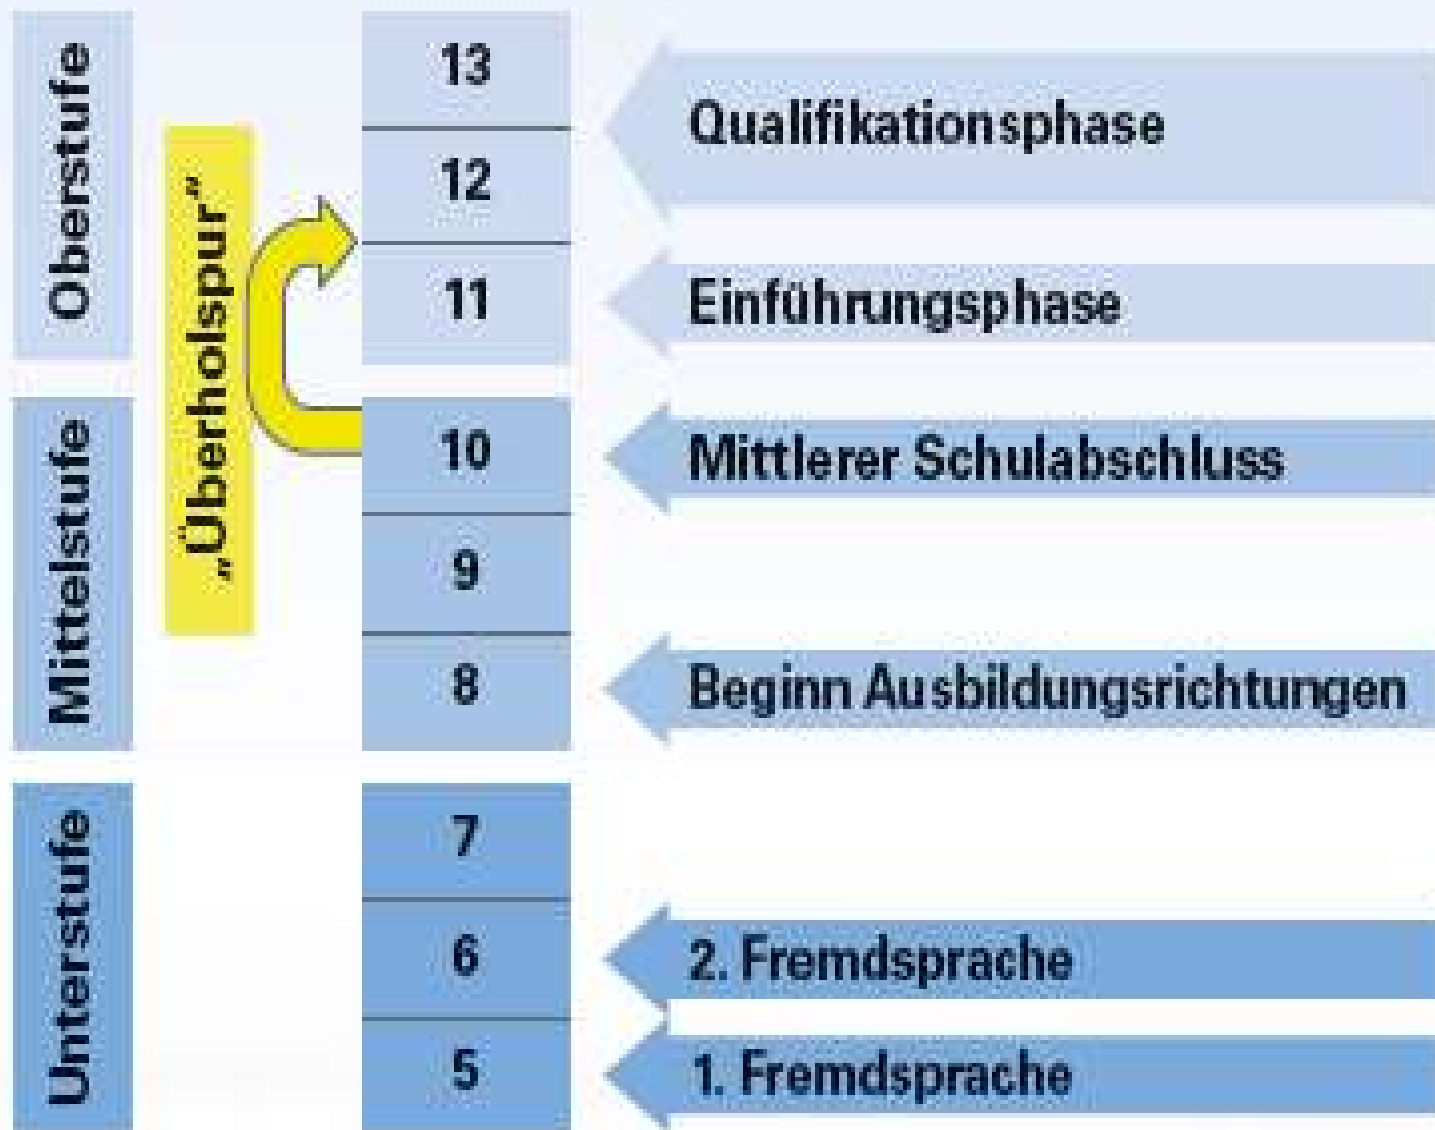 Oberstufe
Mittelstufe
Unterstufe
„Überholspur“
13
12
11
10
9
8
7
6
5
Qualifikationsphase
Einführungsphase
Mittlerer Schulabschluss
Beginn Ausbildungsrichtungen
2. Fremdsprache
1. Fremdsprache